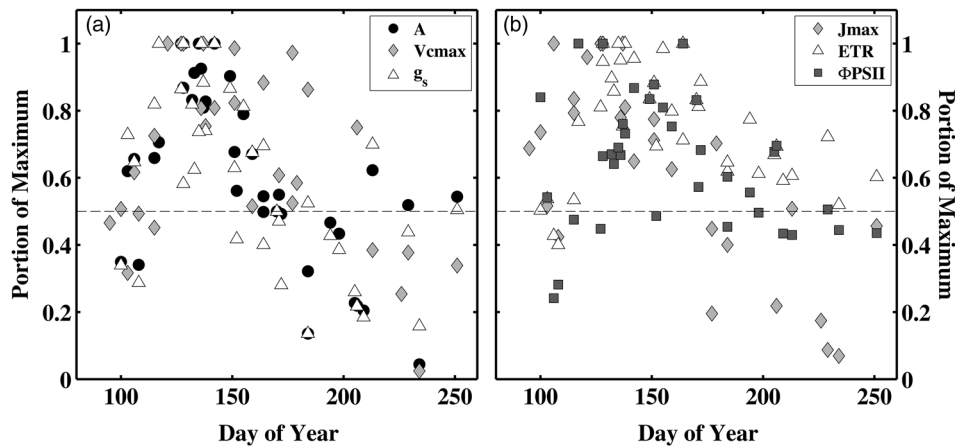 (a)
A
Vcmax
gs
(b)
Jmax
ETR
ΦPSII
Portion of Maximum
1
0.8
0.6
0.4
0.2
0
100
150
200
250
Day of Year
100
150
200
250
Day of Year
1
0.8
0.6
0.4
0.2
0
Portion of Maximum